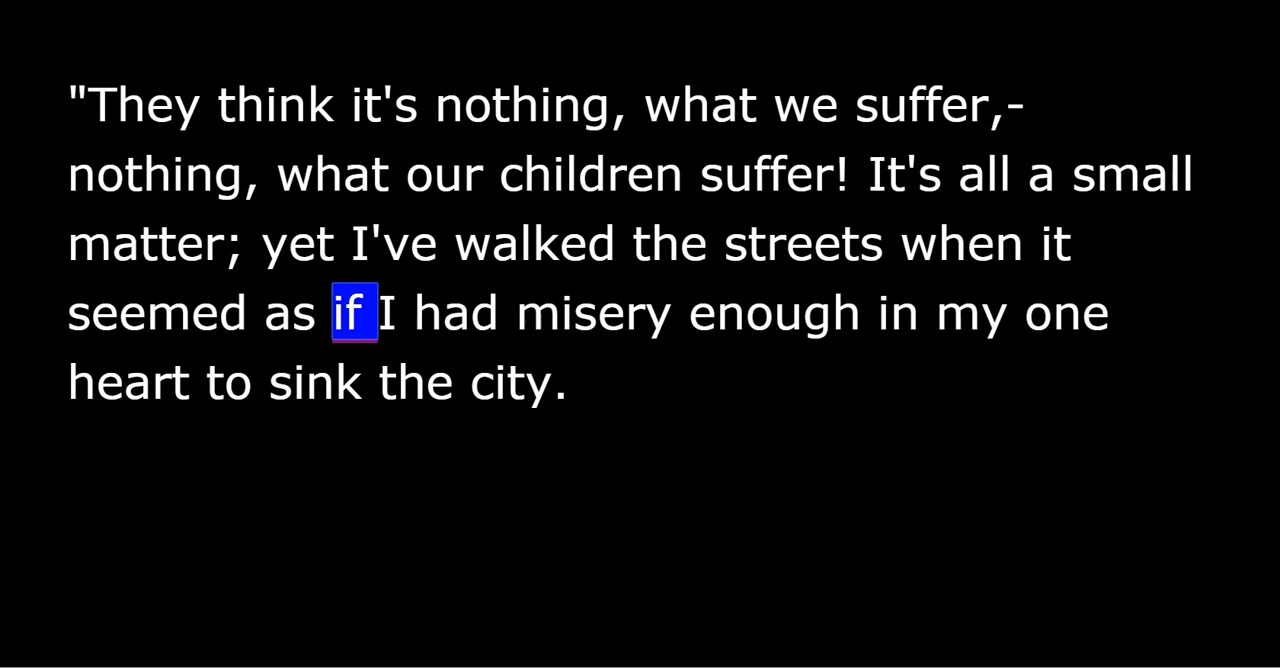 "They think it's nothing, what we suffer,-
nothing, what our children suffer! It's all a small
matter; yet I've walked the streets when it
seemed as if I had misery enough in my one
heart to sink the city.